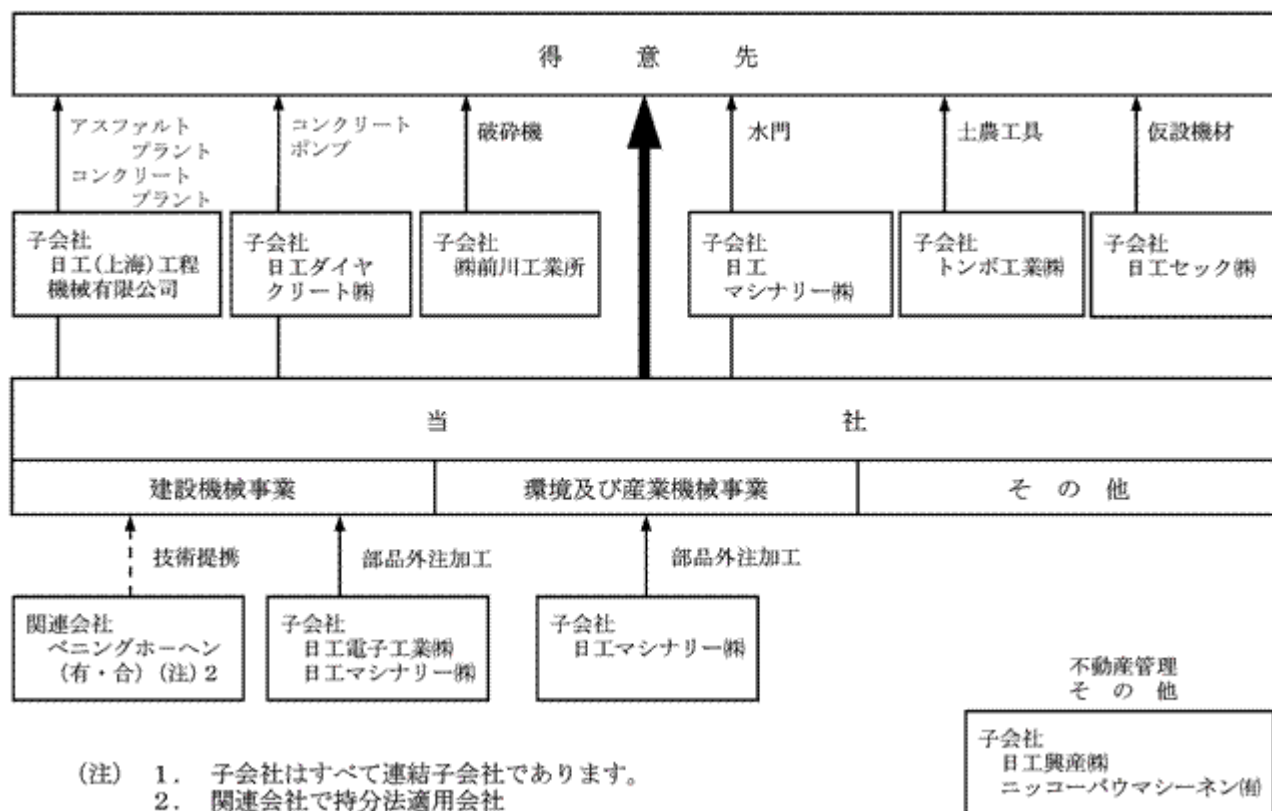 得意先
アスファルト
プラント
コンクリート
プラント
コンクリート
ポンプ
破砕機
水門
土農工具
仮設機材
子会社
日工(上海)工程
機械有限公司
子会社
日工ダイヤ
クリート㈱
子会社
㈱前川工業所
子会社
日工
マシナリー㈱
子会社
トンボ工業㈱
子会社
日工セック㈱
当社
建設機械事業
環境及び産業機械事業
その他
技術提携
部品外注加工
部品外注加工
関連会社
ベニングホーヘン
(有・合)(注)2
子会社
日工電子工業㈱
日工マシナリー㈱
子会社
日工マシナリー㈱
不動産管理
その他
子会社
日工興産㈱
ニッコーバウマシーネン㈲
(注) 1. 子会社はすべて連結子会社であります。
2. 関連会社で持分法適用会社